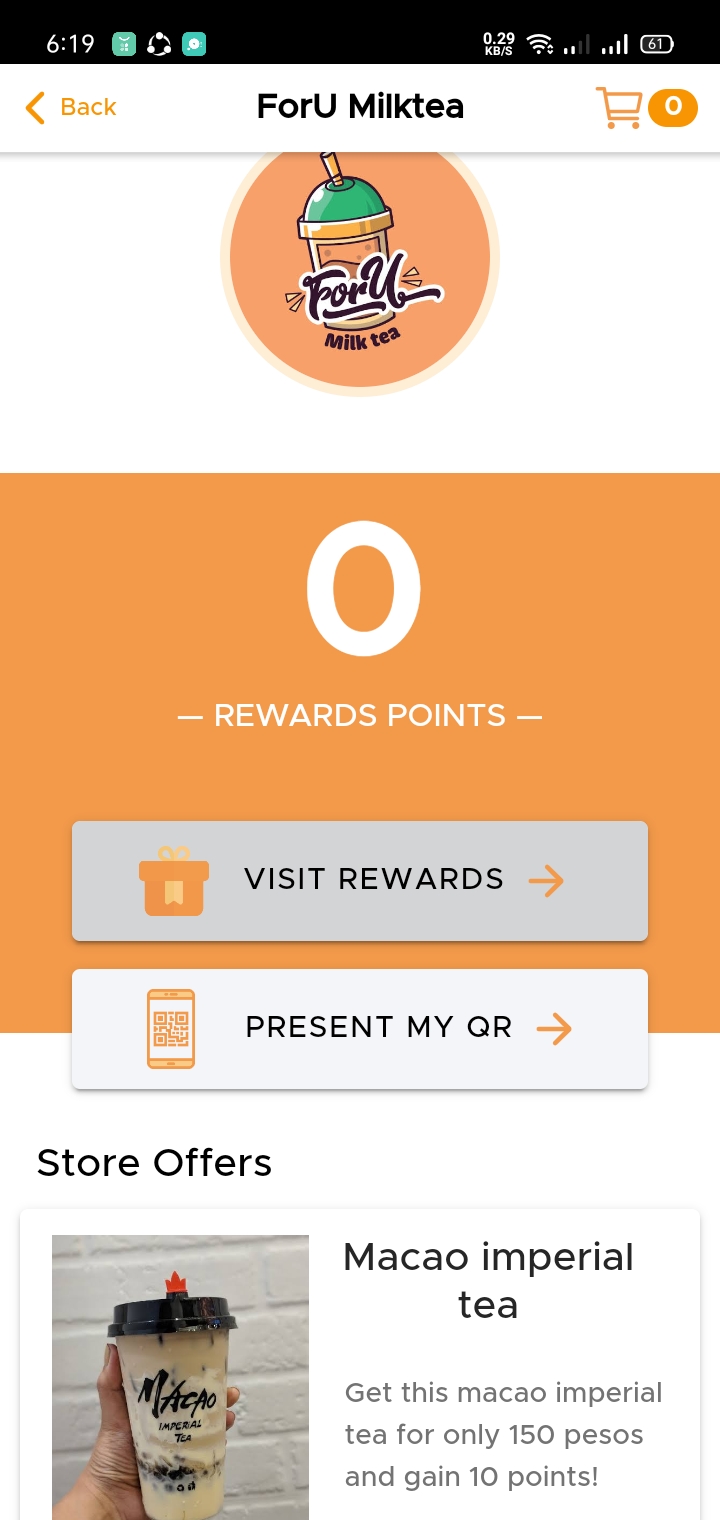 6:19
0.29
KB/S
61
Back
ForU Milktea
0
ForU
Milk tea
0
— REWARDS POINTS —
VISIT REWARDS
PRESENT MY QR
Store Offers
Macao imperial
tea
MACAO
IMPERIAL
TEA
Get this macao imperial
tea for only 150 pesos
and gain 10 points!